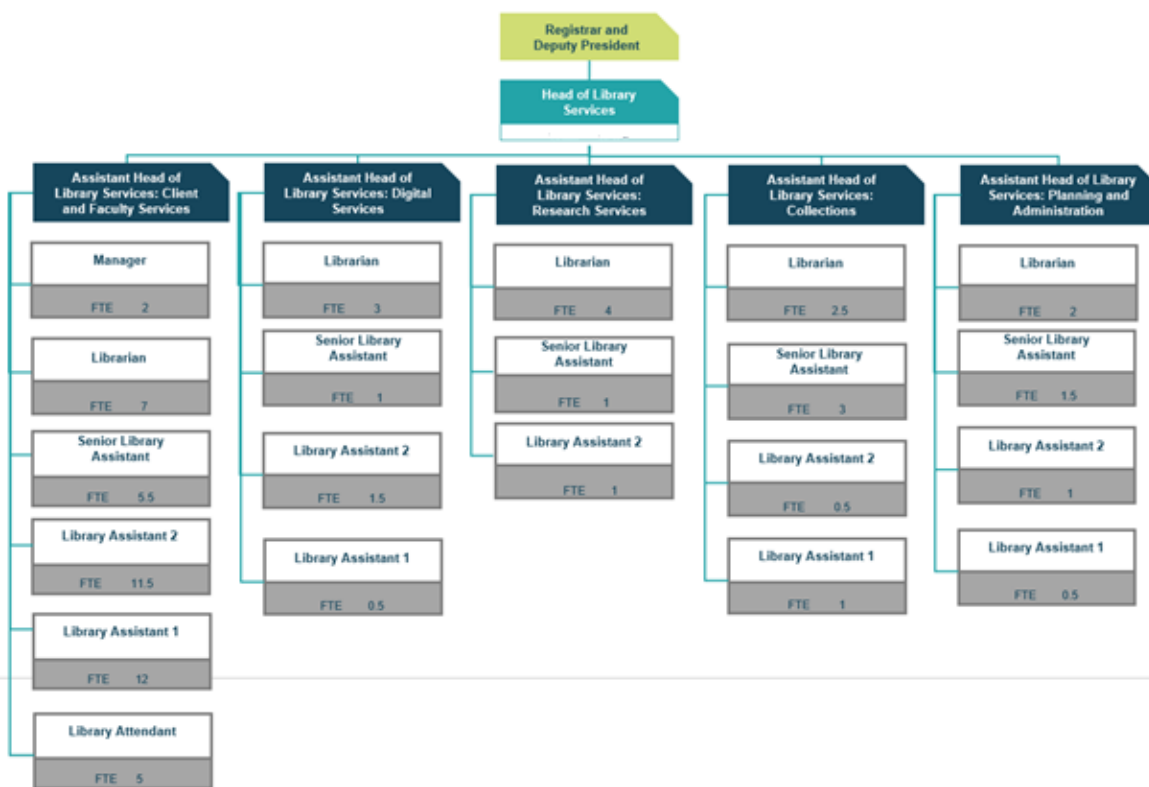 Registrar and
Deputy President
Head of Library
Services
Assistant Head of
Library Services: Client
and Faculty Services
Manager
FTE 2
Librarian
FTE 7
Senior Library
Assistant
FTE 5.5
Library Assistant 2
FTE 11.5
Library Assistant 1
FTE 12
Library Attendant
FTE 5
Assistant Head of
Library Services: Digital
Services
Librarian
FTE 3
Senior Library
Assistant
FTE 1
Library Assistant 2
FTE 1.5
Library Assistant 1
FTE 0.5
Assistant Head of
Library Services:
Research Services
Librarian
FTE 4
Senior Library
Assistant
FTE 1
Library Assistant 2
FTE 1
Assistant Head of
Library Services:
Collections
Librarian
FTE 2.5
Senior Library
Assistant
FTE 3
Library Assistant 2
FTE 0.5
Library Assistant 1
FTE 1
Assistant Head of Library
Services: Planning and
Administration
Librarian
FTE 2
Senior Library
Assistant
FTE 1.5
Library Assistant 2
FTE 1
Library Assistant 1
FTE 0.5